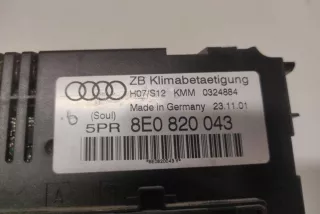 ZB Klimabetaetigung
H07/S12 KMM 0324884
Made in Germany 23.11.01
(Soul)
5PR 8E0 820 043